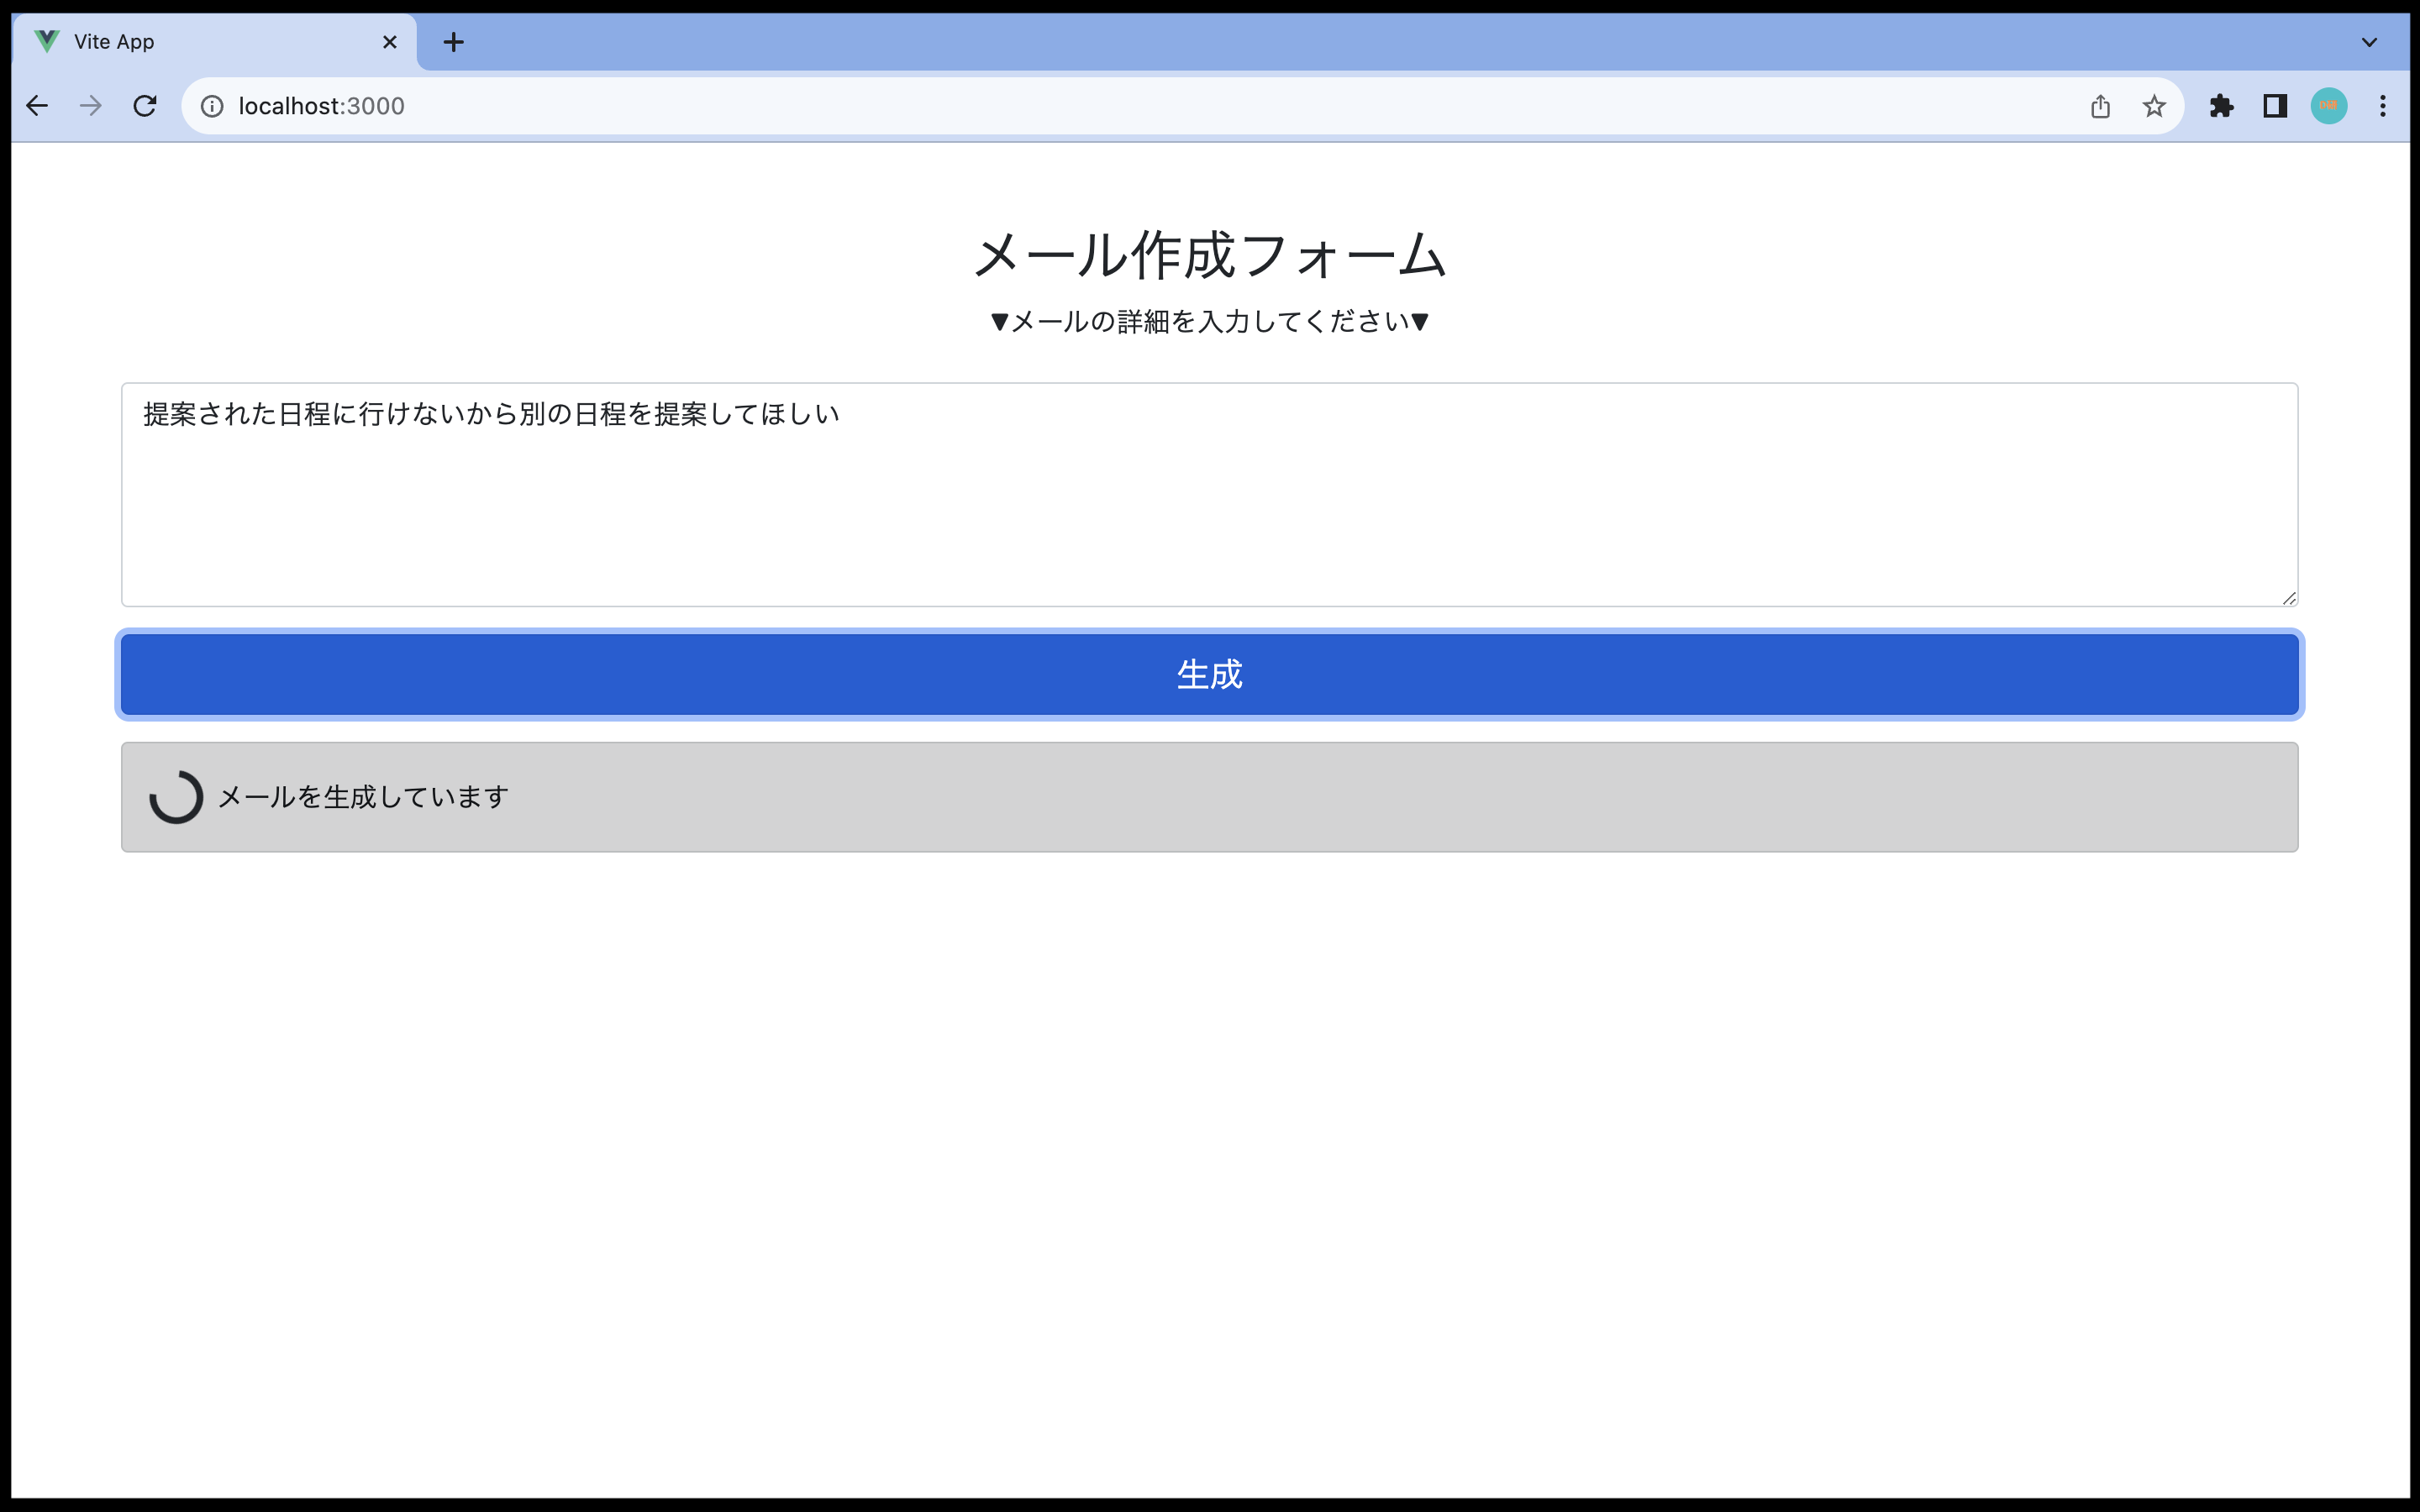 Vite App
localhost:3000
メール作成フォーム
▼メールの詳細を入力してください▼
提案された日程に行けないから別の日程を提案してほしい
生成
メールを生成しています